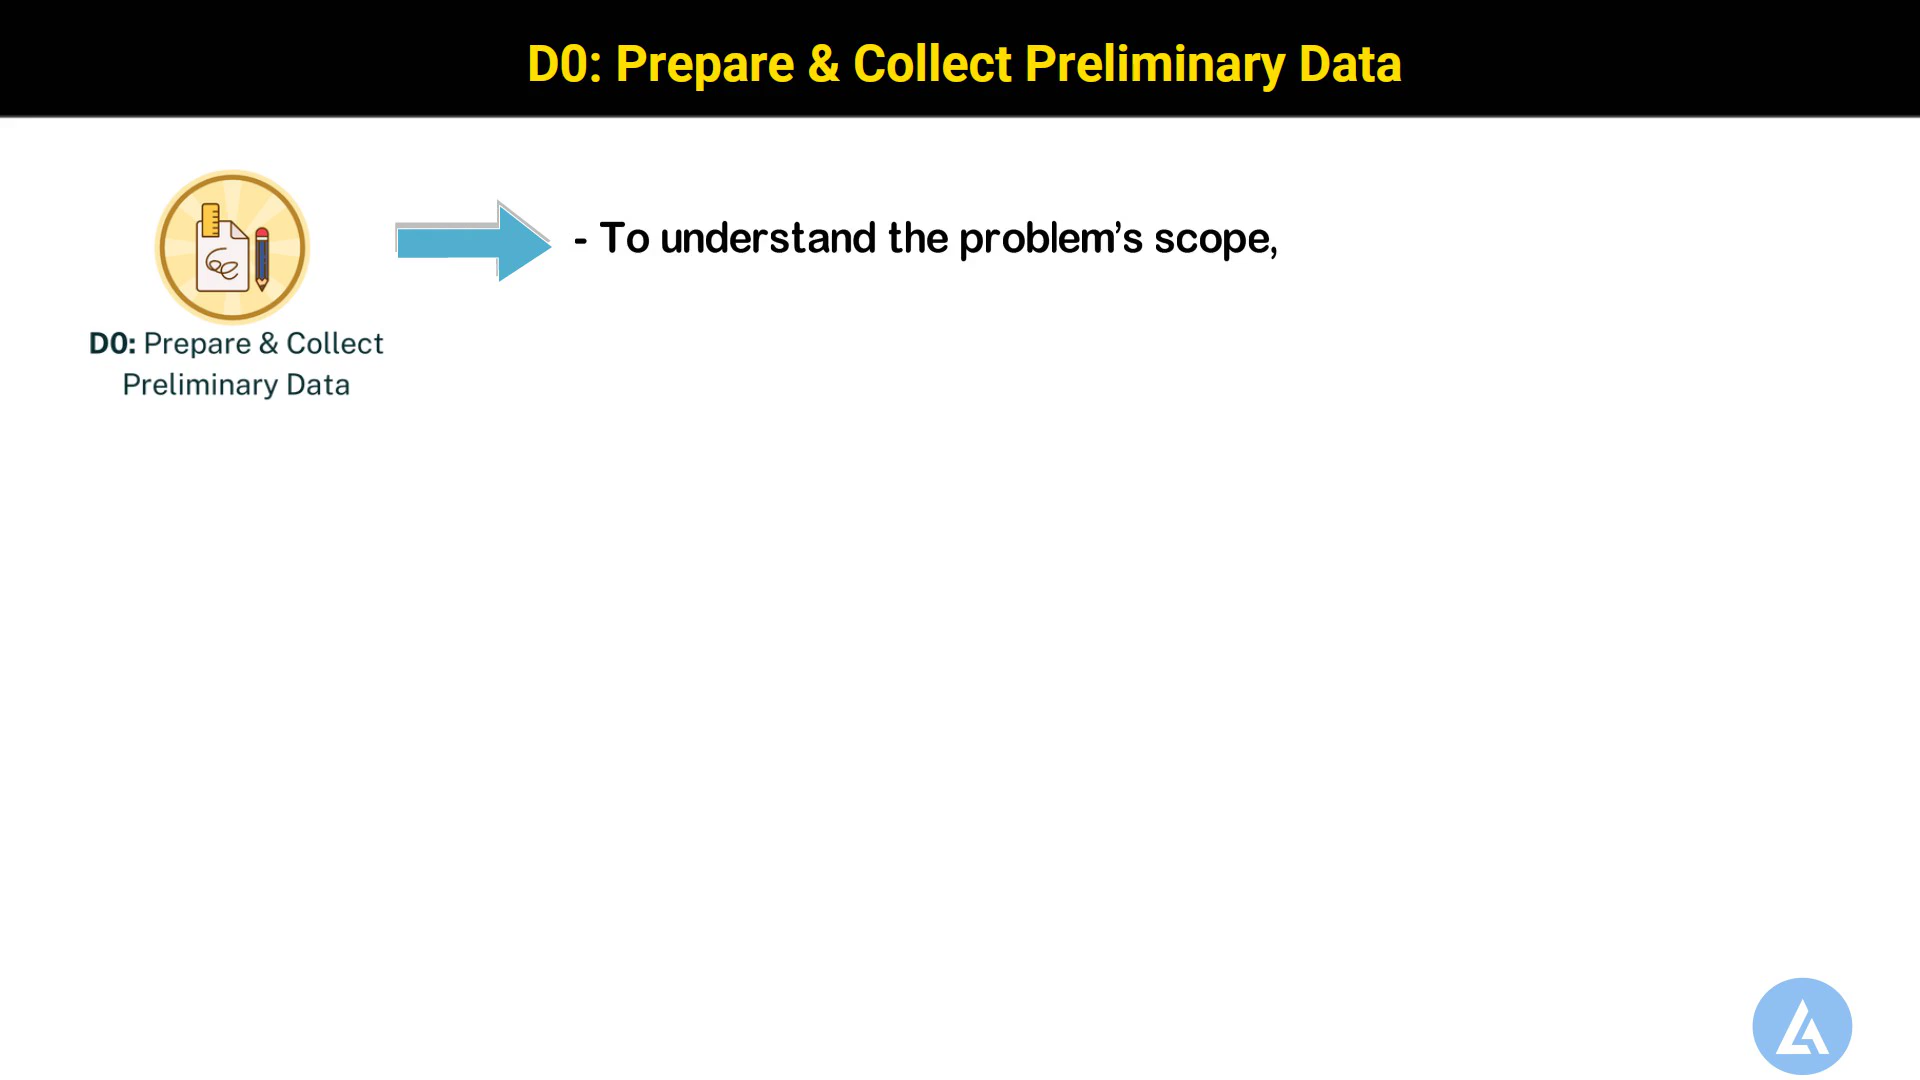 D0: Prepare & Collect Preliminary Data
- To understand the problem’s scope,
D0: Prepare & Collect
Preliminary Data